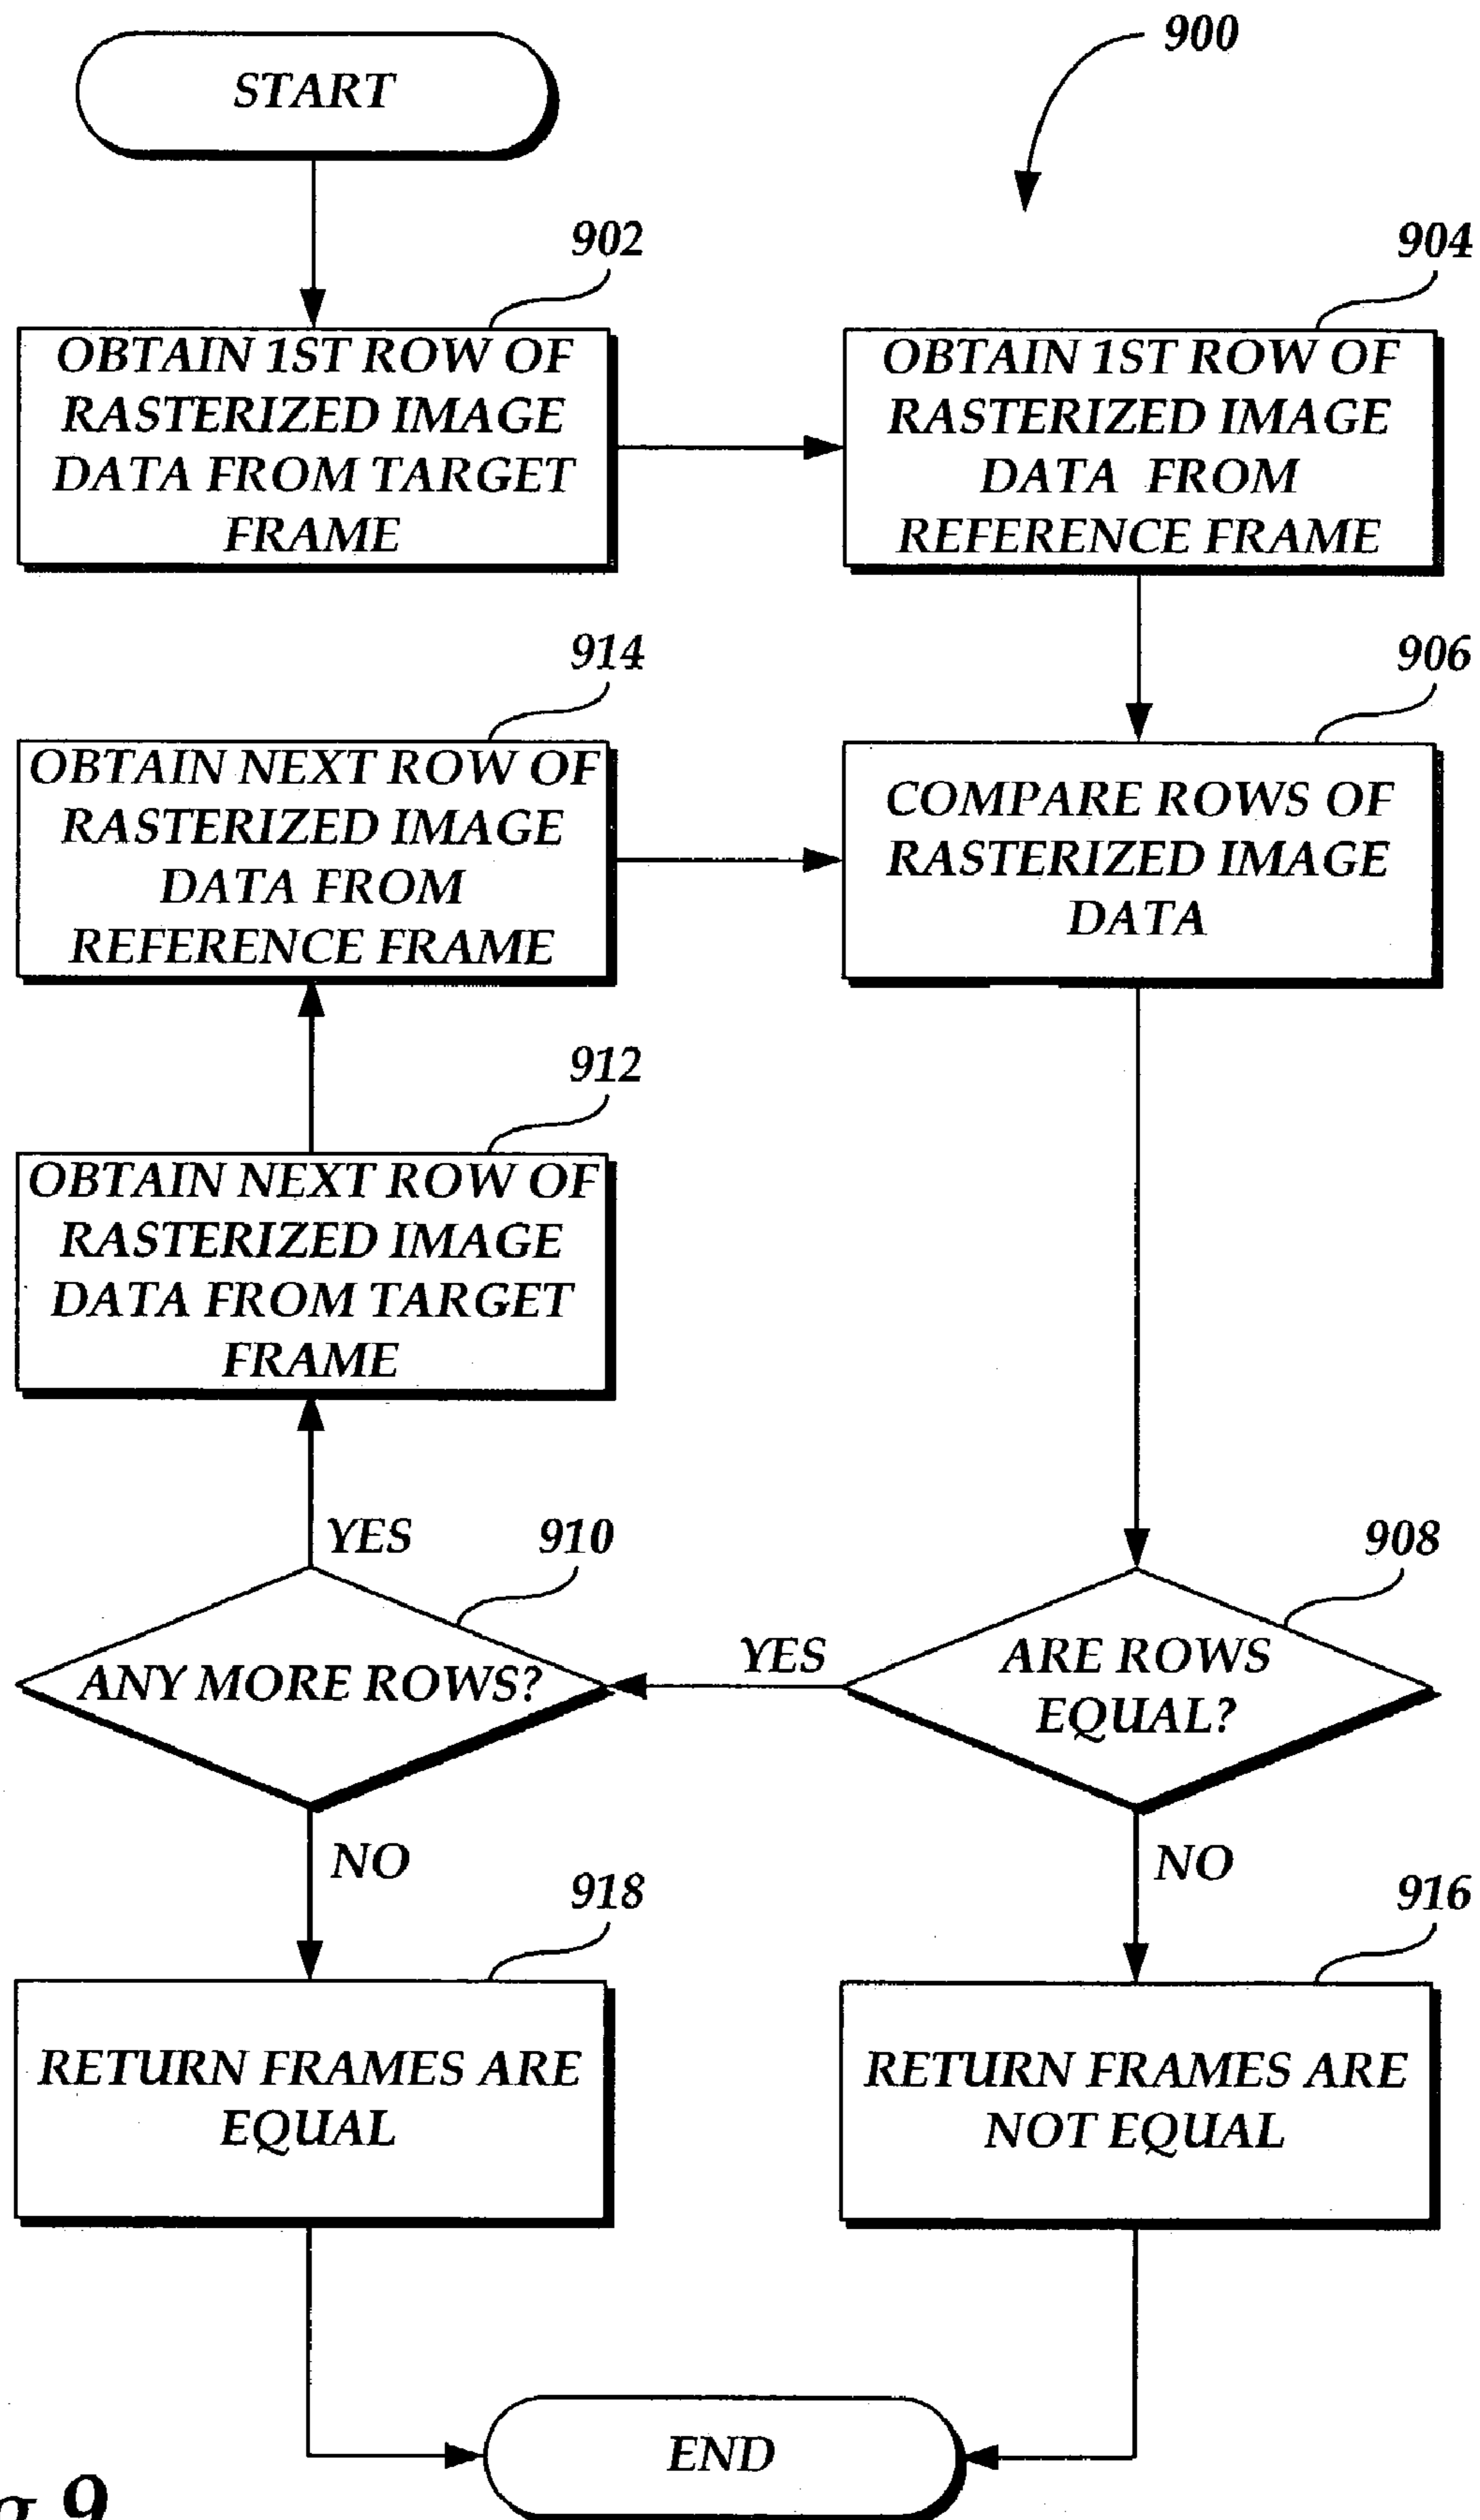 START
900
902
OBTAIN 1ST ROW OF
RASTERIZED IMAGE
DATA FROM TARGET
FRAME
904
OBTAIN 1ST ROW OF
RASTERIZED IMAGE
DATA FROM
REFERENCE FRAME
914
OBTAIN NEXT ROW OF
RASTERIZED IMAGE
DATA FROM
REFERENCE FRAME
906
COMPARE ROWS OF
RASTERIZED IMAGE
DATA
912
OBTAIN NEXT ROW OF
RASTERIZED IMAGE
DATA FROM TARGET
FRAME
YES
910
ANY MORE ROWS?
YES
908
ARE ROWS
EQUAL?
NO
918
RETURN FRAMES ARE
EQUAL
NO
916
RETURN FRAMES ARE
NOT EQUAL
END
9